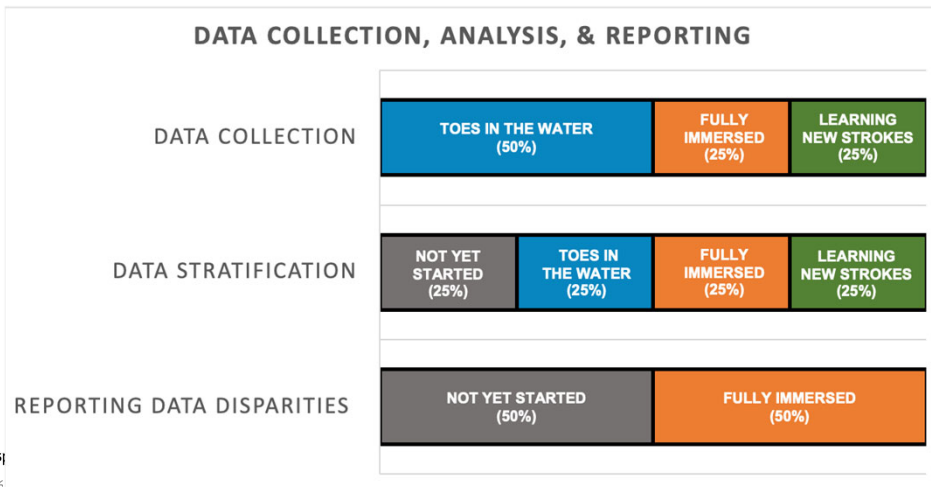 DATA COLLECTION, ANALYSIS, & REPORTING
DATA COLLECTION
TOES IN THE WATER
(50%)
FULLY
IMMERSED
(25%)
LEARNING
NEW STROKES
(25%)
DATA STRATIFICATION
NOT YET
STARTED
(25%)
TOES IN
THE WATER
(25%)
FULLY
IMMERSED
(25%)
LEARNING
NEW STROKES
(25%)
REPORTING DATA DISPARITIES
NOT YET STARTED
(50%)
FULLY IMMERSED
(50%)